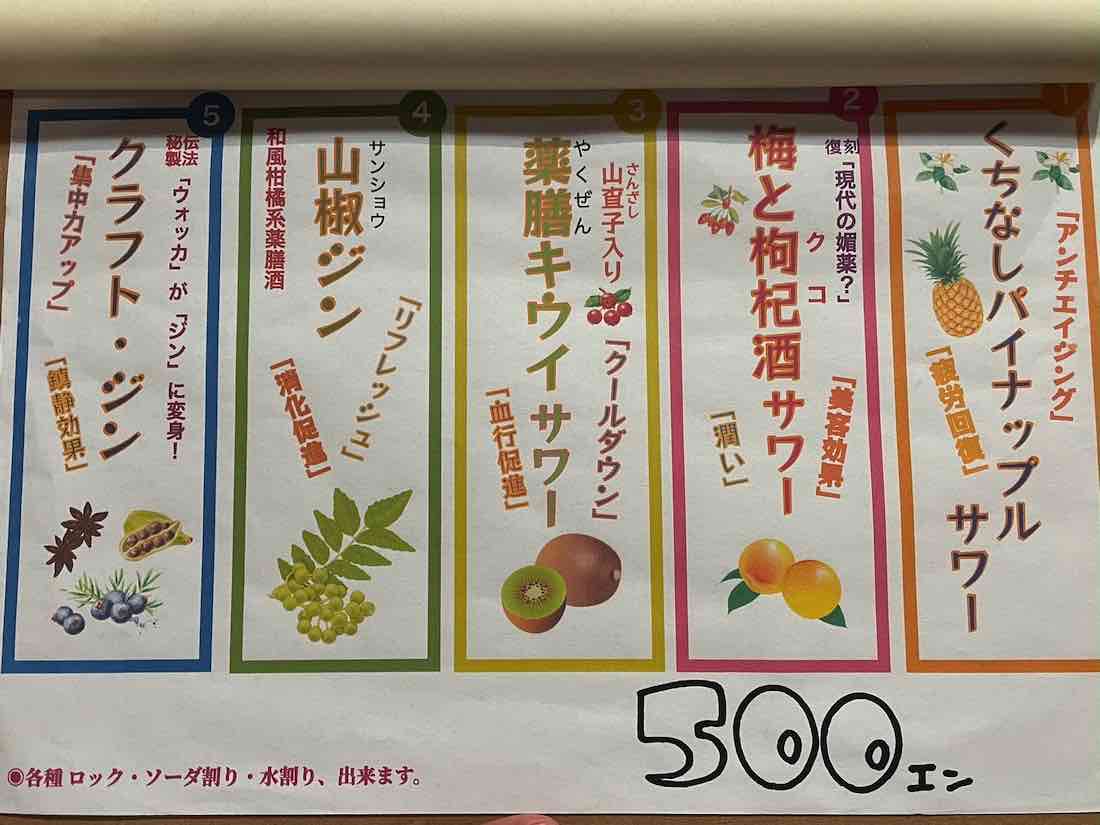 1
くちなしパイナップル サワー
「アンチエイジング」
「疲労回復」
2
復刻「現代の媚薬?」
梅と枸杞酒サワー
クコ
「美容効果」
「潤い」
3
さんざし
山査子入り
やくぜん
薬膳キウイサワー
「クールダウン」
「血行促進」
4
サンショウ
山椒ジン
和風柑橘系薬膳酒
「リフレッシュ」
「消化促進」
5
伝法秘製「ウォッカ」が「ジン」に変身!
クラフト・ジン
「集中力アップ」
「鎮静効果」
500エン
◉各種 ロック・ソーダ割り・水割り、出来ます。